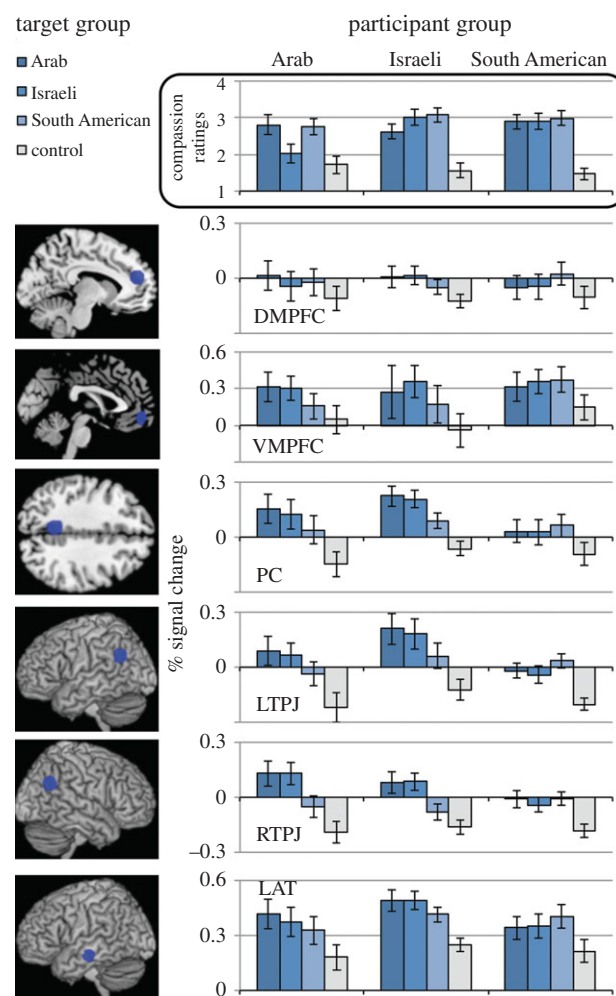 target group
participant group
Arab
Israeli
South American
control
Arab Israeli South American
compassion
ratings
4
3
2
1
0.3
0
DMPFC
0.6
0.3
0
VMPFC
0.3
0
PC
% signal change
0.3
0
LTPJ
0.3
0
–0.3
RTPJ
0.6
0.3
0
LAT